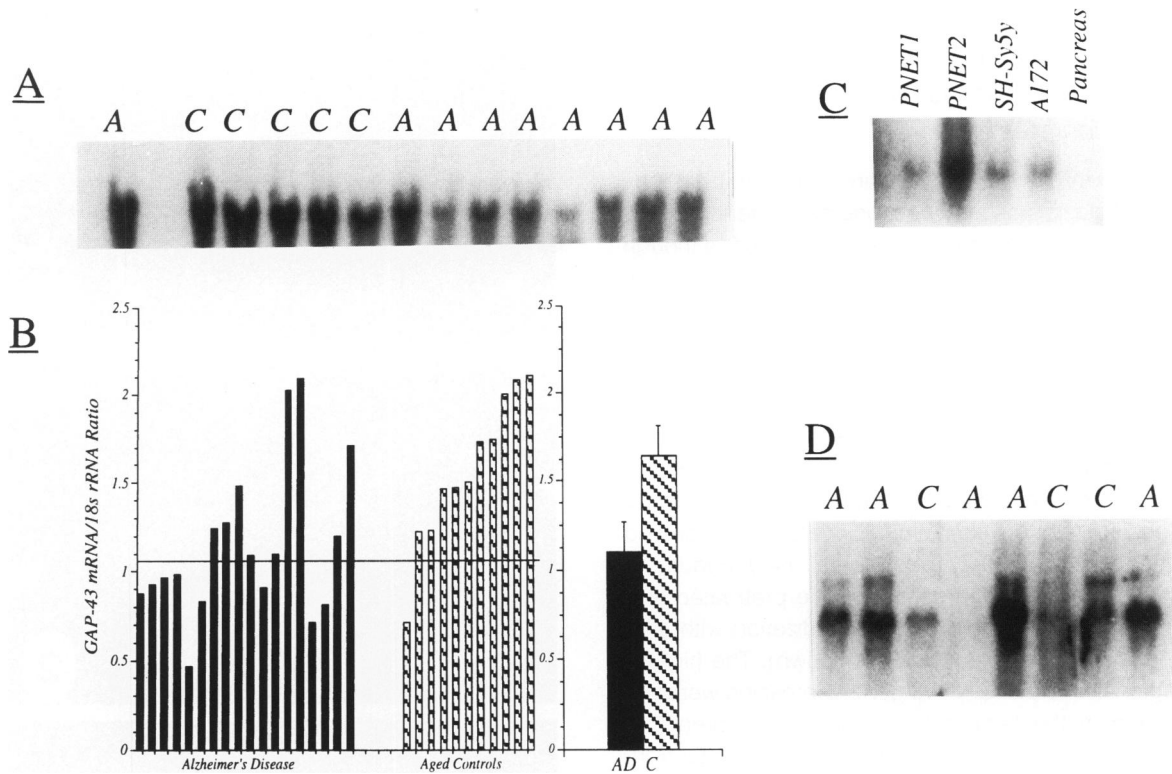 A
A C C C C C A A A A A A A A
B
GAP-43 mRNA/18s rRNA Ratio
2.5
2
1.5
1
0.5
0
Alzheimer's Disease Aged Controls
2.5
2
1.5
1
0.5
0
AD C
C
PNET1 PNET2 SH-Sy5y A172 Pancreas
D
A A C A A C C A